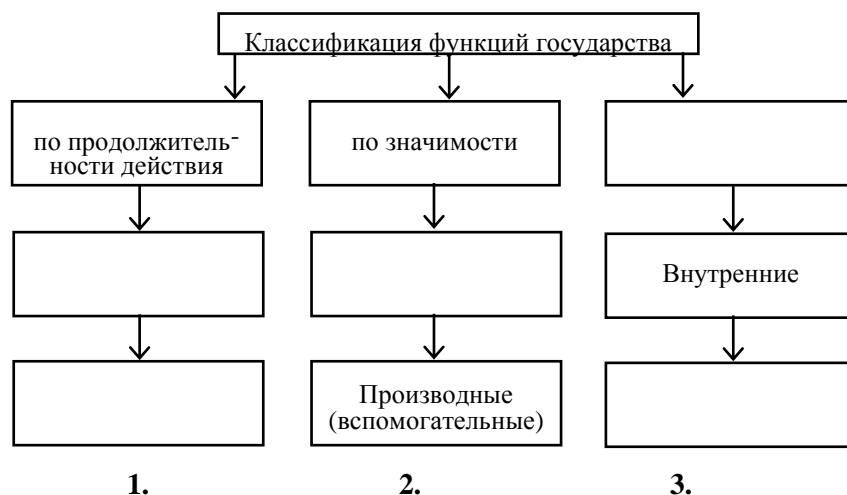 Классификация функций государства
по продолжитель-
ности действия
по значимости
Внутренние
Производные
(вспомогательные)
1.
2.
3.